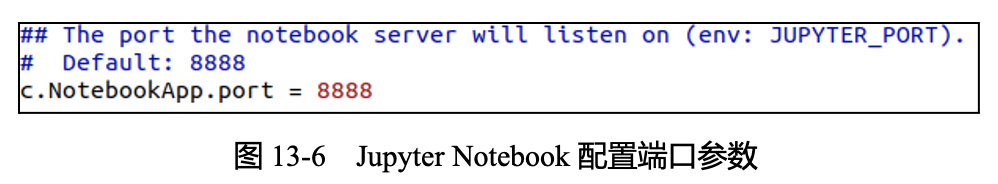 ## The port the notebook server will listen on (env: JUPYTER_PORT).
#  Default: 8888
c.NotebookApp.port = 8888
图 13-6 Jupyter Notebook 配置端口参数